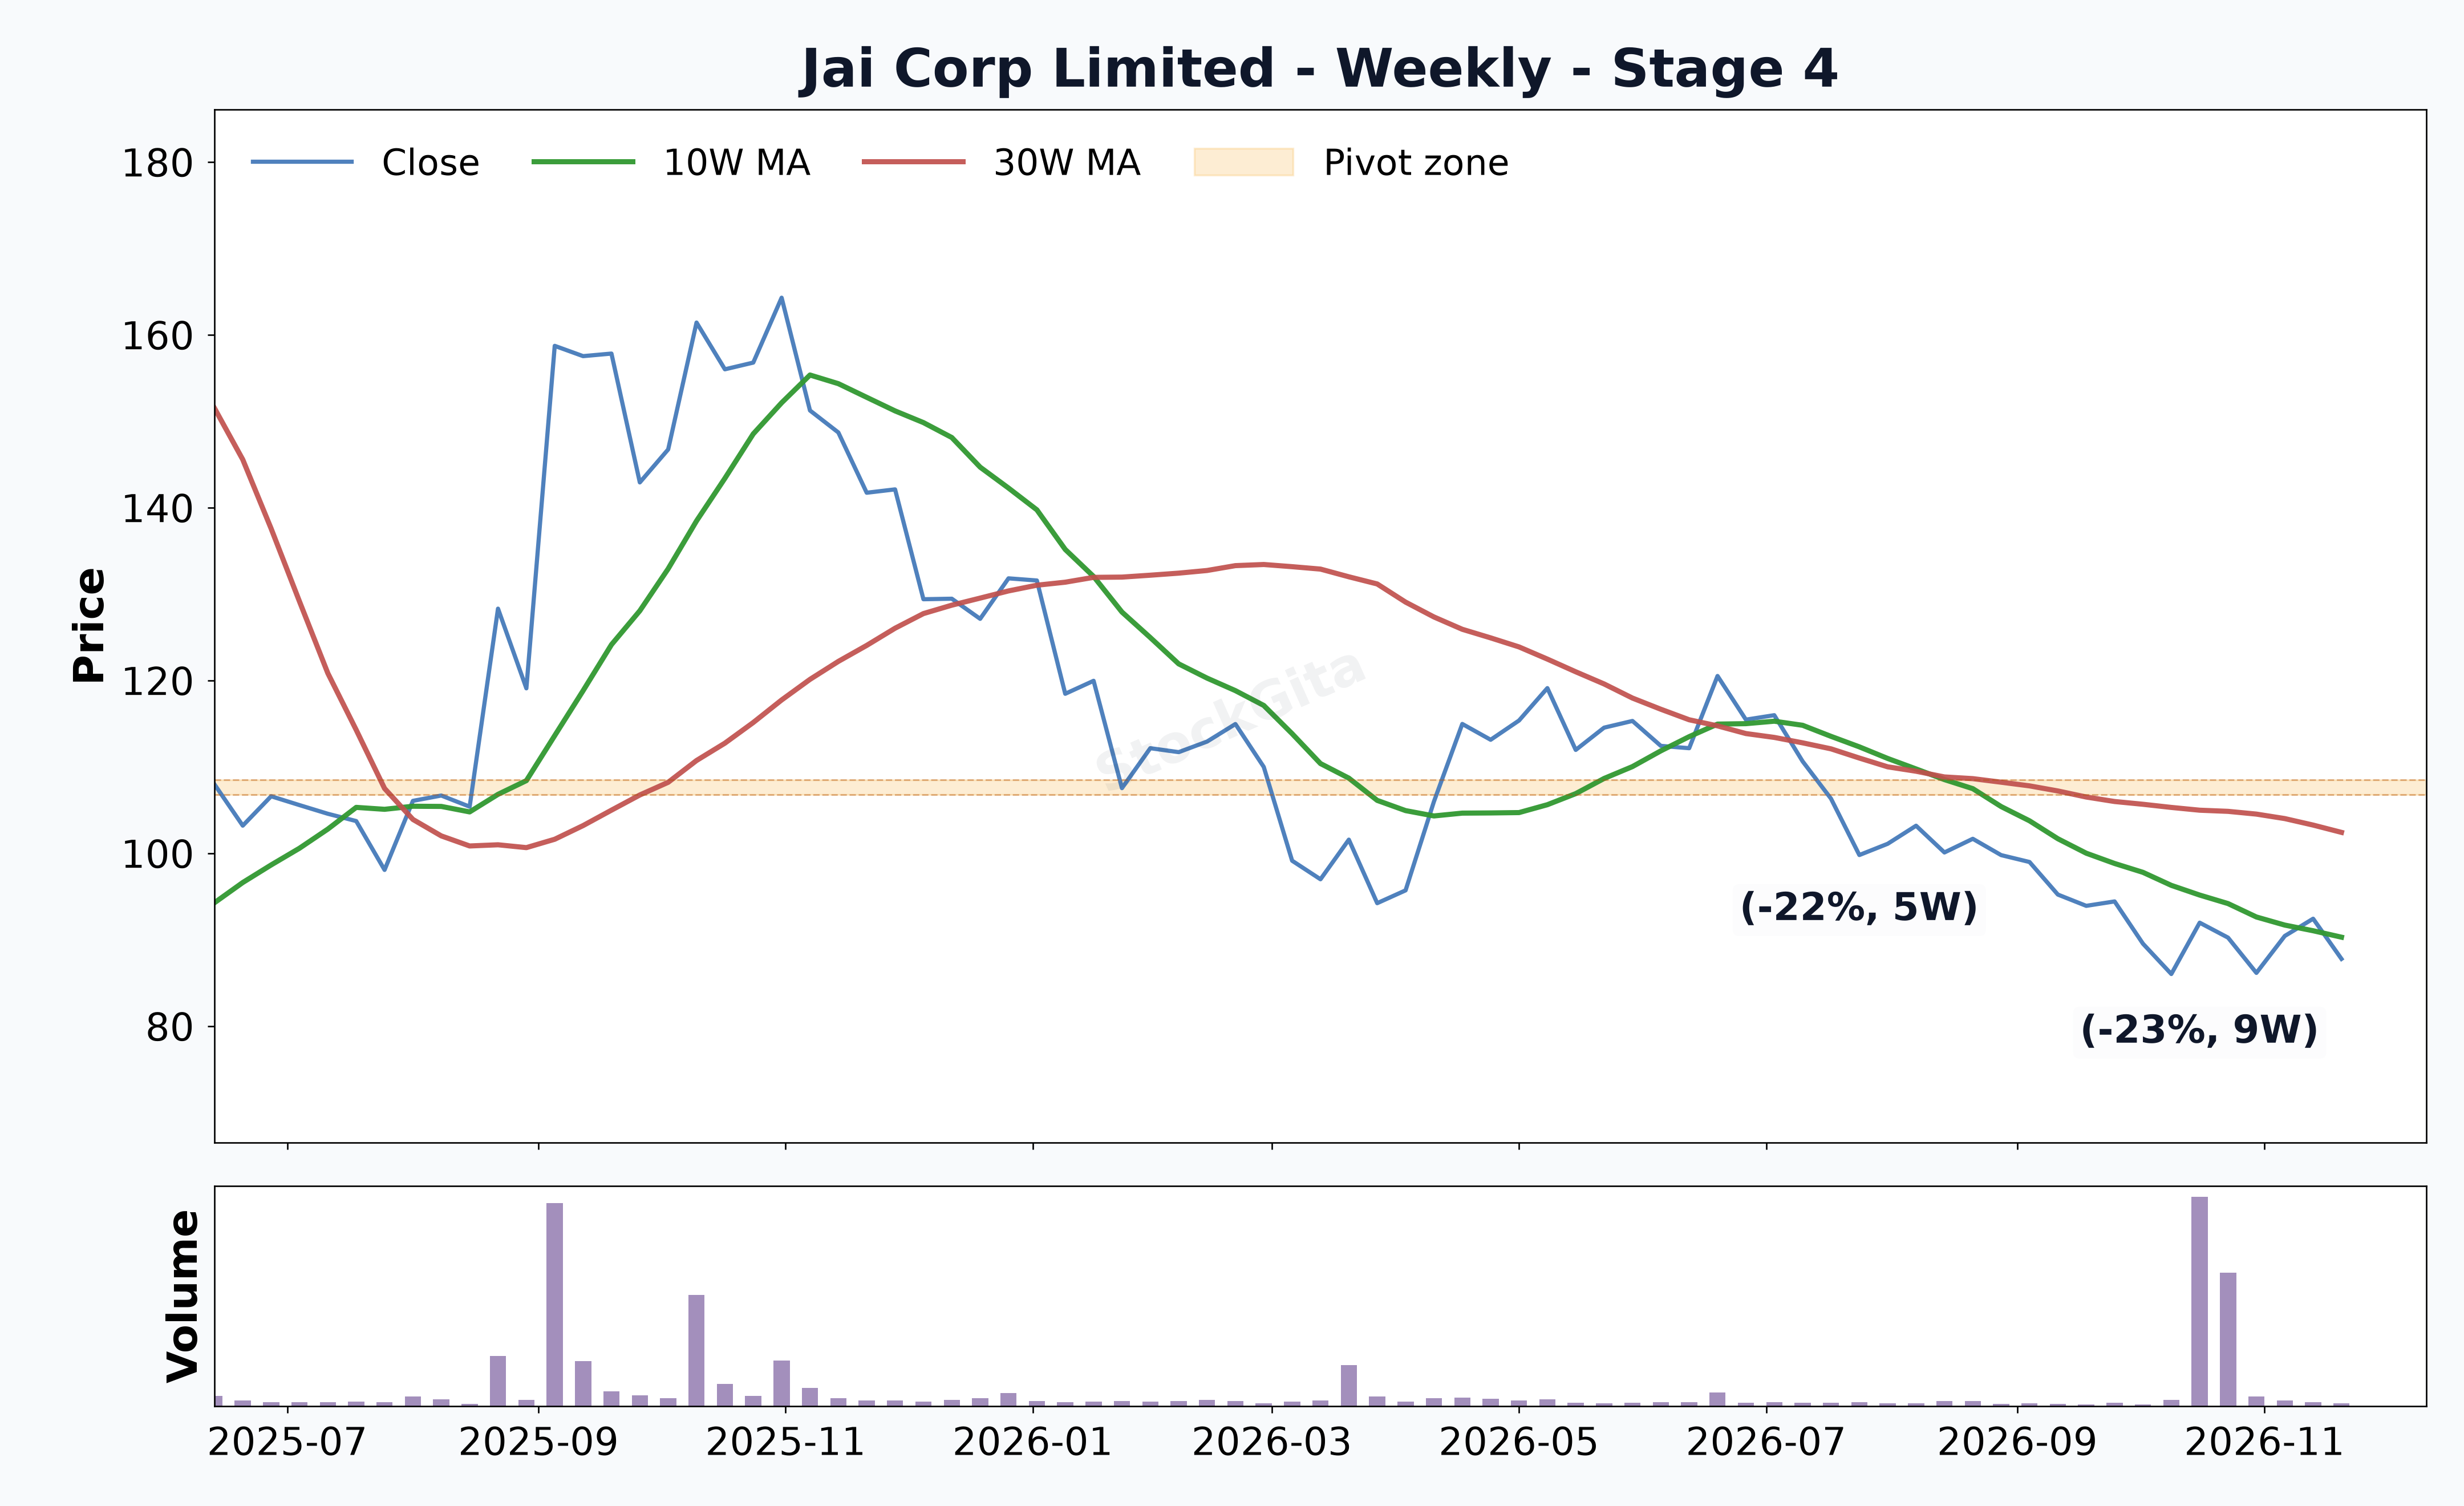 Jai Corp Limited - Weekly - Stage 4
Close 10W MA 30W MA Pivot zone
180
160
140
120
100
80
Price
StockGita
(-22%, 5W)
(-23%, 9W)
Volume
2025-07 2025-09 2025-11 2026-01 2026-03 2026-05 2026-07 2026-09 2026-11